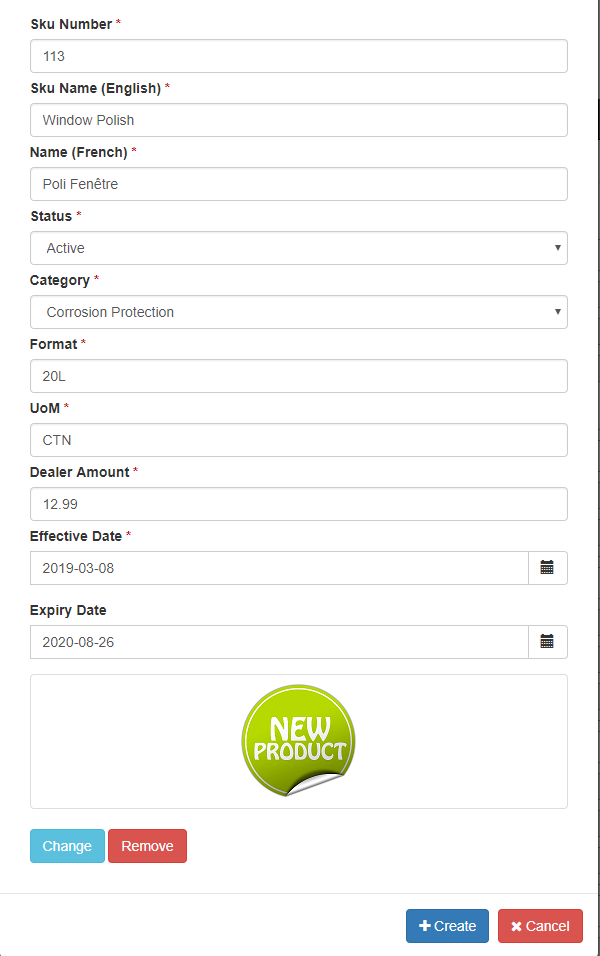 Sku Number *
113
Sku Name (English) *
Window Polish
Name (French) *
Poli Fenêtre
Status *
Active
Category *
Corrosion Protection
Format *
20L
UoM *
CTN
Dealer Amount *
12.99
Effective Date *
2019-03-08
Expiry Date
2020-08-26
NEW
PRODUCT
Change Remove
Create Cancel